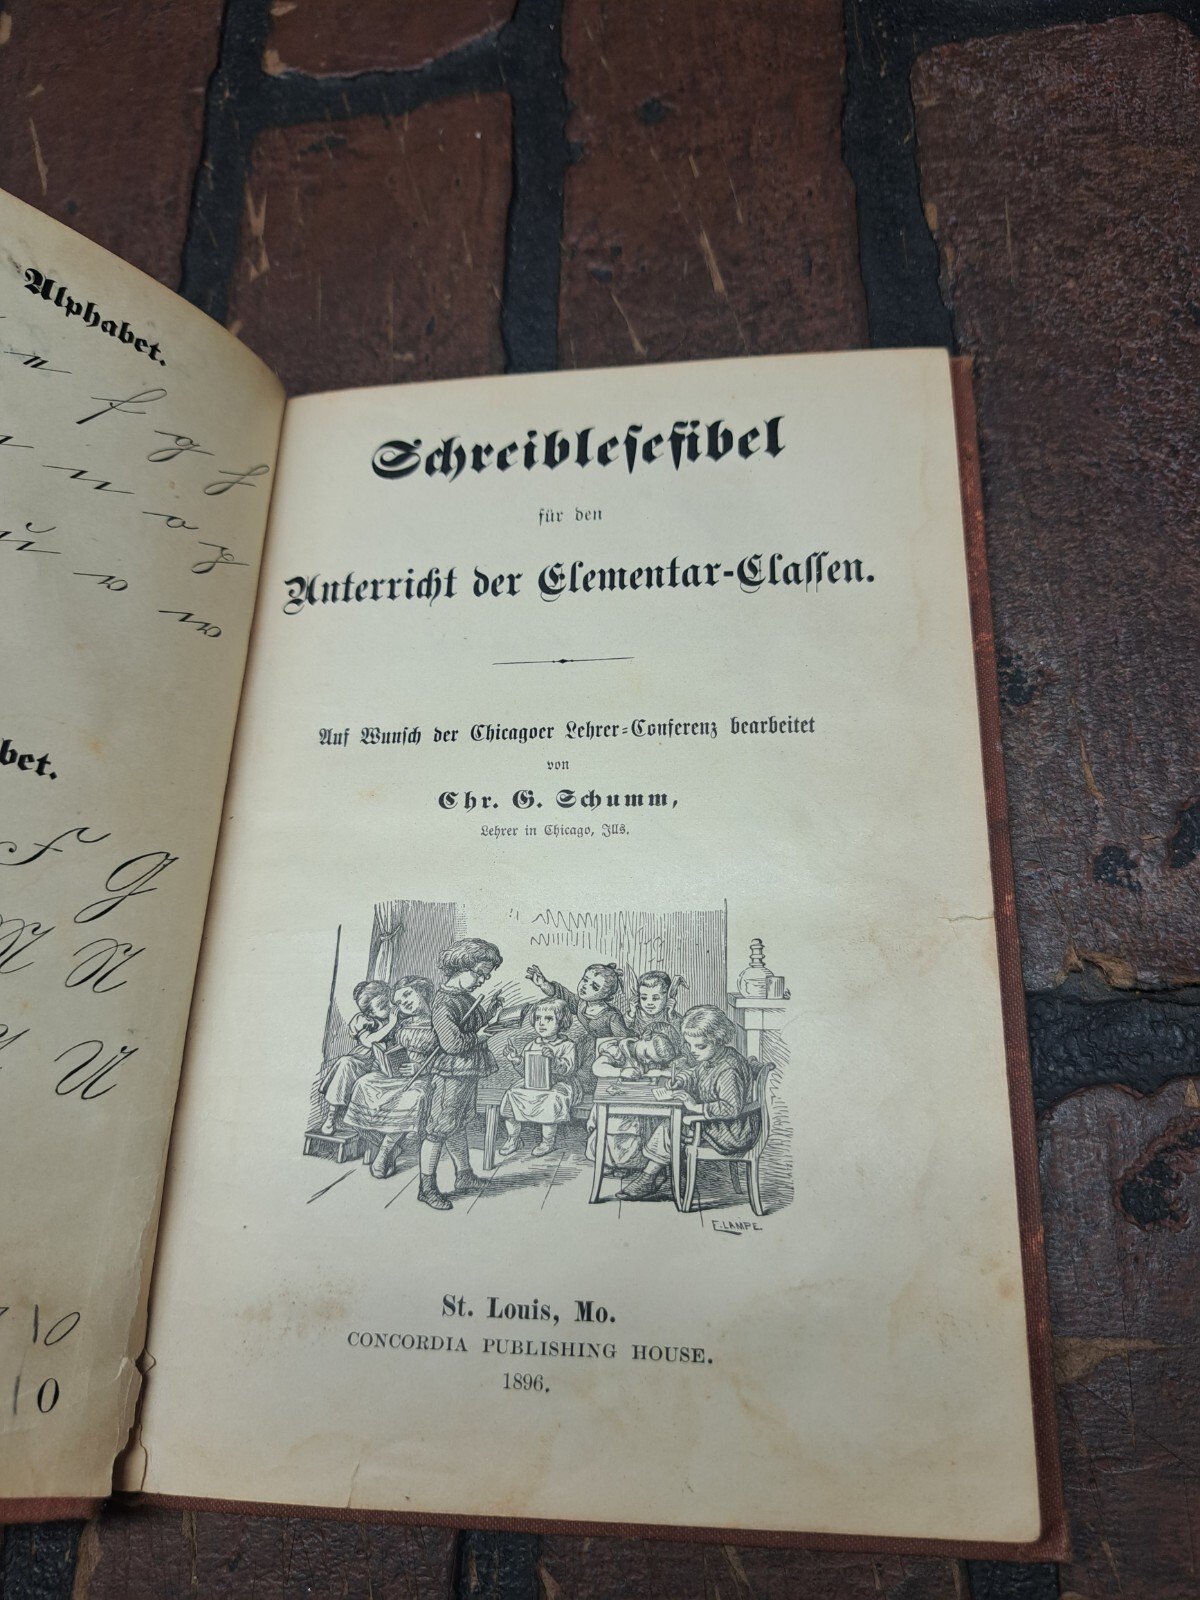 Alphabet.
n f g h
n o p
u v w
w
bet.
F G
N N
U
10
10
Schreibleseﬁbel
für den
Unterricht der Elementar-Classen.
Auf Wunsch der Chicagoer Lehrer-Conferenz bearbeitet
von
Chr. G. Schumm,
Lehrer in Chicago, Ills.
E. LAMPE.
St. Louis, Mo.
CONCORDIA PUBLISHING HOUSE.
1896.